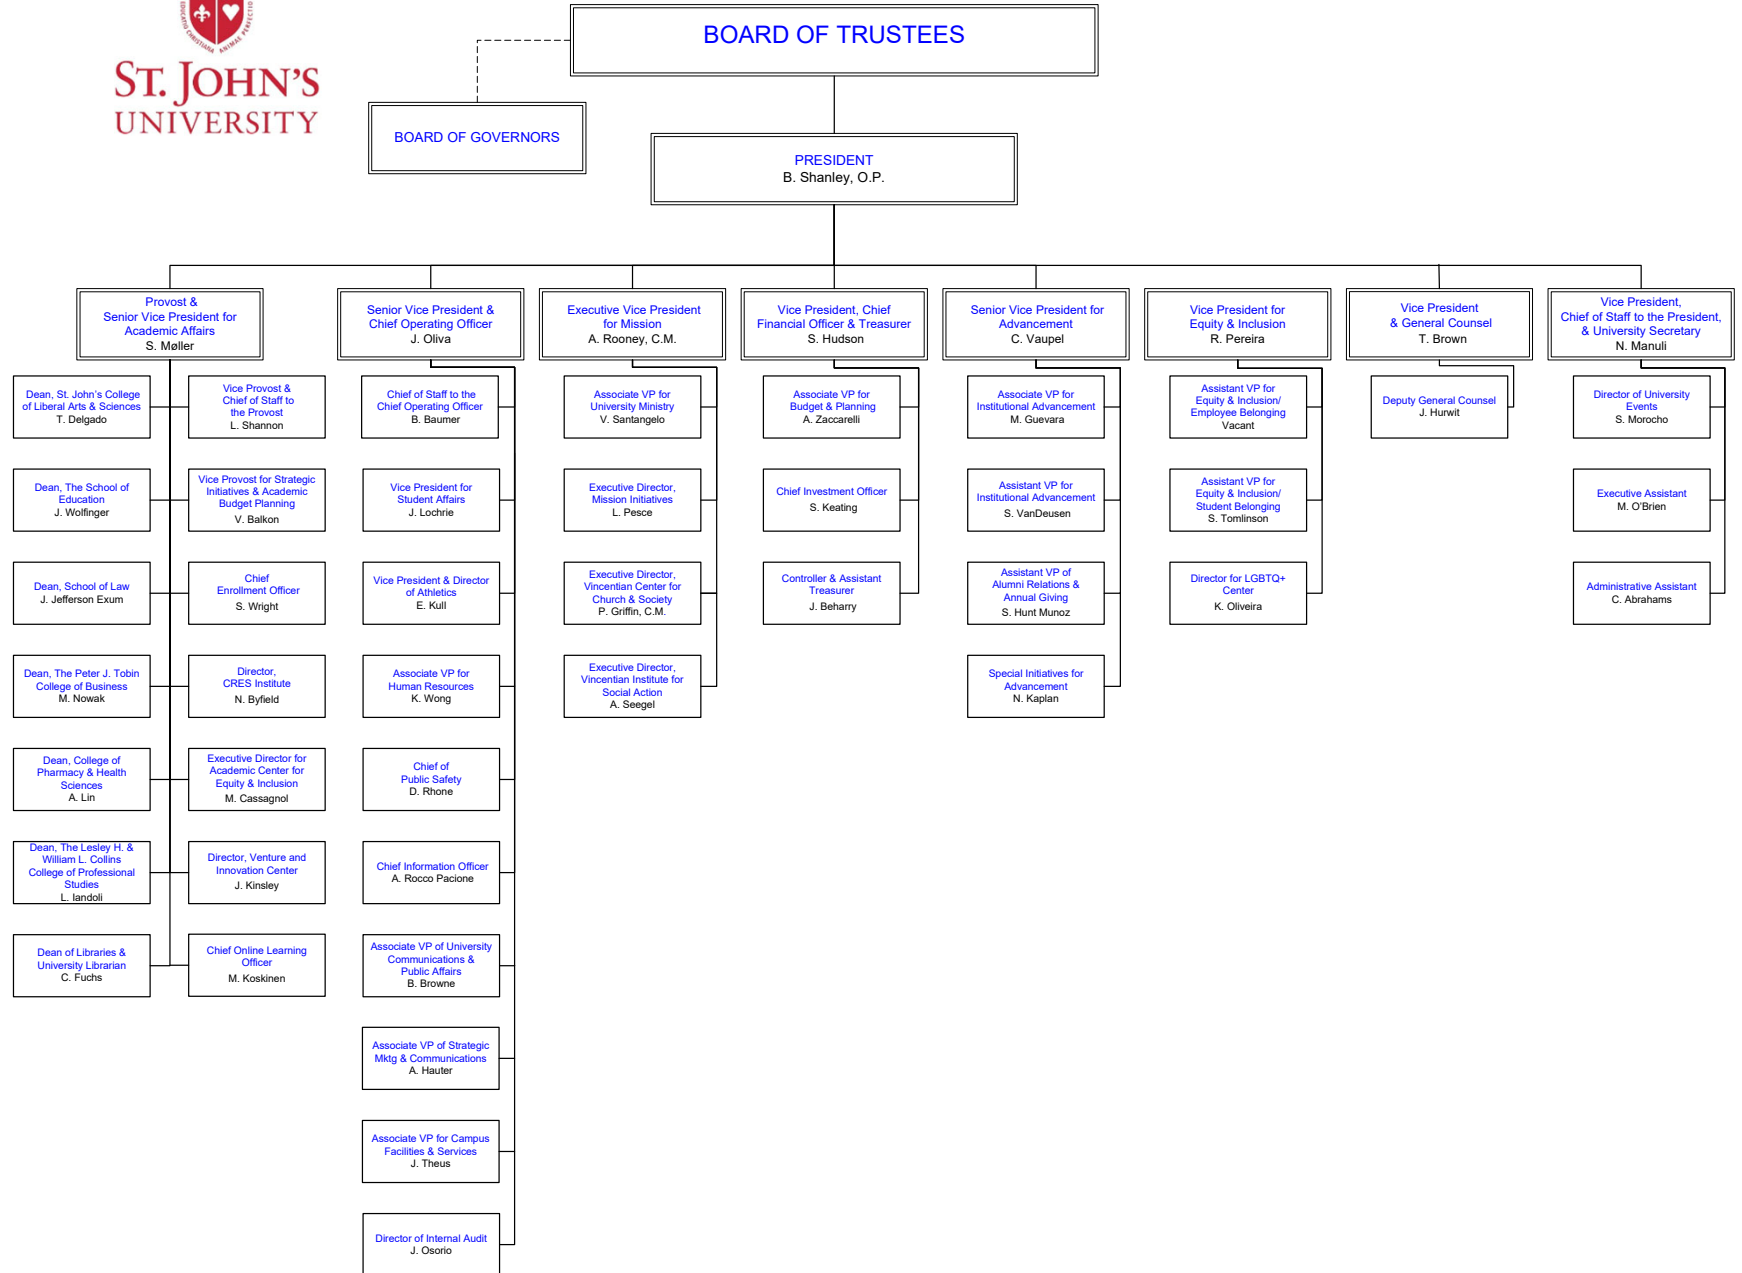 EDUCATIO CHRISTIANA ANIMAE PERFECTIO
ST. JOHN'S
UNIVERSITY
BOARD OF TRUSTEES
BOARD OF GOVERNORS
PRESIDENT
B. Shanley, O.P.
Provost &
Senior Vice President for
Academic Affairs
S. Møller
Senior Vice President &
Chief Operating Officer
J. Oliva
Executive Vice President
for Mission
A. Rooney, C.M.
Vice President, Chief
Financial Officer & Treasurer
S. Hudson
Senior Vice President for
Advancement
C. Vaupel
Vice President for
Equity & Inclusion
R. Pereira
Vice President
& General Counsel
T. Brown
Vice President,
Chief of Staff to the President,
& University Secretary
N. Manuli
Dean, St. John's College
of Liberal Arts & Sciences
T. Delgado
Dean, The School of
Education
J. Wolfinger
Dean, School of Law
J. Jefferson Exum
Dean, The Peter J. Tobin
College of Business
M. Nowak
Dean, College of
Pharmacy & Health
Sciences
A. Lin
Dean, The Lesley H. &
William L. Collins
College of Professional
Studies
L. Iandoli
Dean of Libraries &
University Librarian
C. Fuchs
Vice Provost &
Chief of Staff to
the Provost
L. Shannon
Vice Provost for Strategic
Initiatives & Academic
Budget Planning
V. Balkon
Chief
Enrollment Officer
S. Wright
Director,
CRES Institute
N. Byfield
Executive Director for
Academic Center for
Equity & Inclusion
M. Cassagnol
Director, Venture and
Innovation Center
J. Kinsley
Chief Online Learning
Officer
M. Koskinen
Chief of Staff to the
Chief Operating Officer
B. Baumer
Vice President for
Student Affairs
J. Lochrie
Vice President & Director
of Athletics
E. Kull
Associate VP for
Human Resources
K. Wong
Chief of
Public Safety
D. Rhone
Chief Information Officer
A. Rocco Pacione
Associate VP of University
Communications &
Public Affairs
B. Browne
Associate VP of Strategic
Mktg & Communications
A. Hauter
Associate VP for Campus
Facilities & Services
J. Theus
Director of Internal Audit
J. Osorio
Associate VP for
University Ministry
V. Santangelo
Executive Director,
Mission Initiatives
L. Pesce
Executive Director,
Vincentian Center for
Church & Society
P. Griffin, C.M.
Executive Director,
Vincentian Institute for
Social Action
A. Seegel
Associate VP for
Budget & Planning
A. Zaccarelli
Chief Investment Officer
S. Keating
Controller & Assistant
Treasurer
J. Beharry
Associate VP for
Institutional Advancement
M. Guevara
Assistant VP for
Institutional Advancement
S. VanDeusen
Assistant VP of
Alumni Relations &
Annual Giving
S. Hunt Munoz
Special Initiatives for
Advancement
N. Kaplan
Assistant VP for
Equity & Inclusion/
Employee Belonging
Vacant
Assistant VP for
Equity & Inclusion/
Student Belonging
S. Tomlinson
Director for LGBTQ+
Center
K. Oliveira
Deputy General Counsel
J. Hurwit
Director of University
Events
S. Morocho
Executive Assistant
M. O'Brien
Administrative Assistant
C. Abrahams